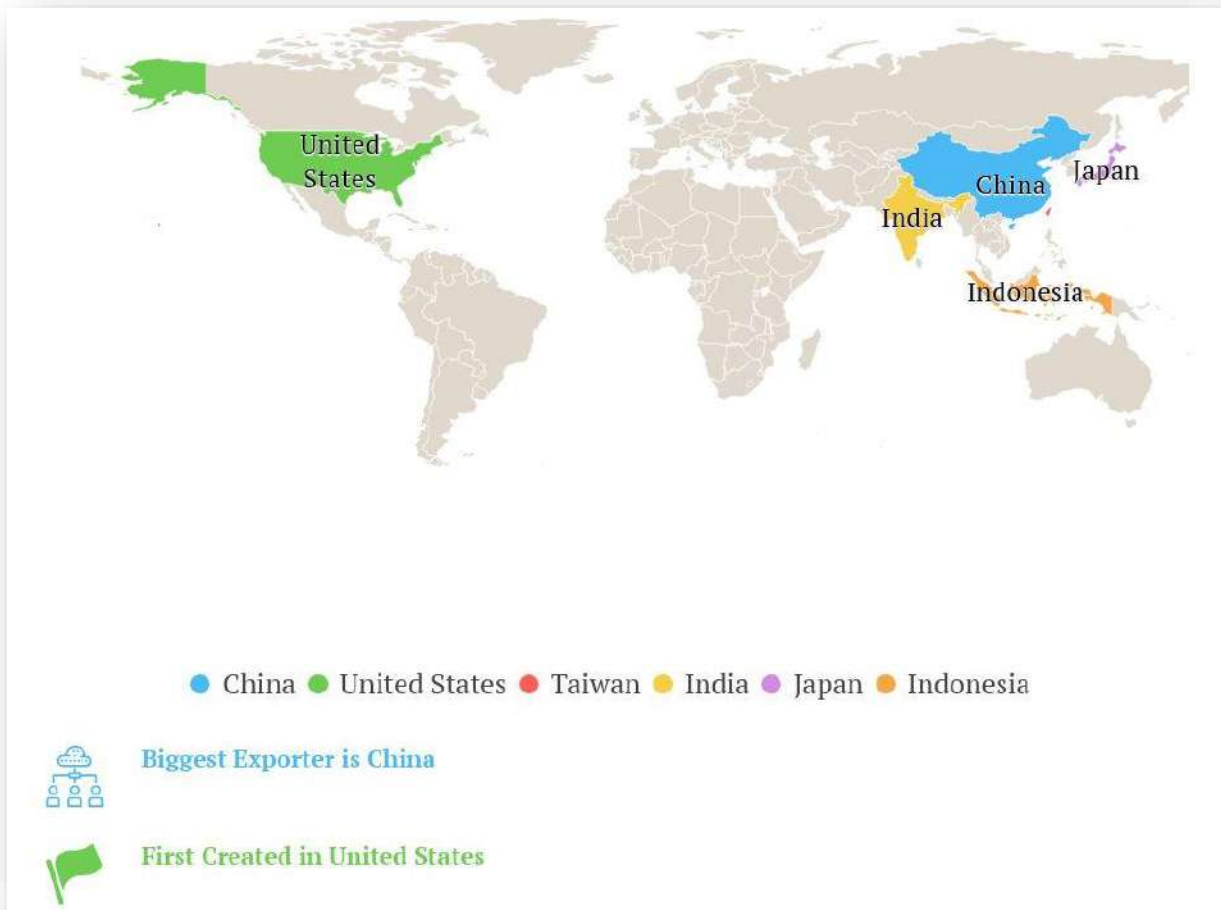 United
States
China
Japan
India
Indonesia
China United States Taiwan India Japan Indonesia
Biggest Exporter is China
First Created in United States